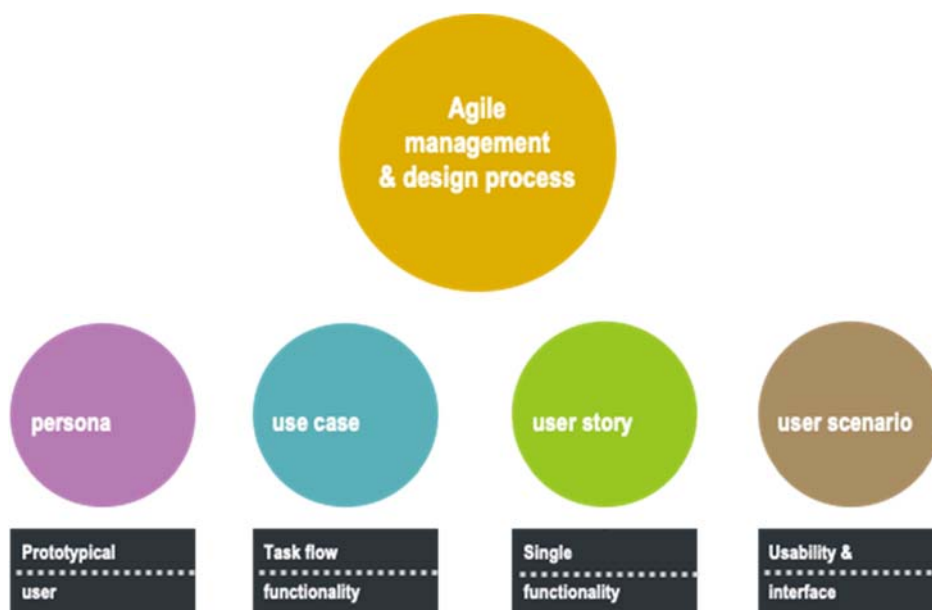 Agile
management
& design process
persona
use case
user story
user scenario
Prototypical
user
Task flow
functionality
Single
functionality
Usability &
interface